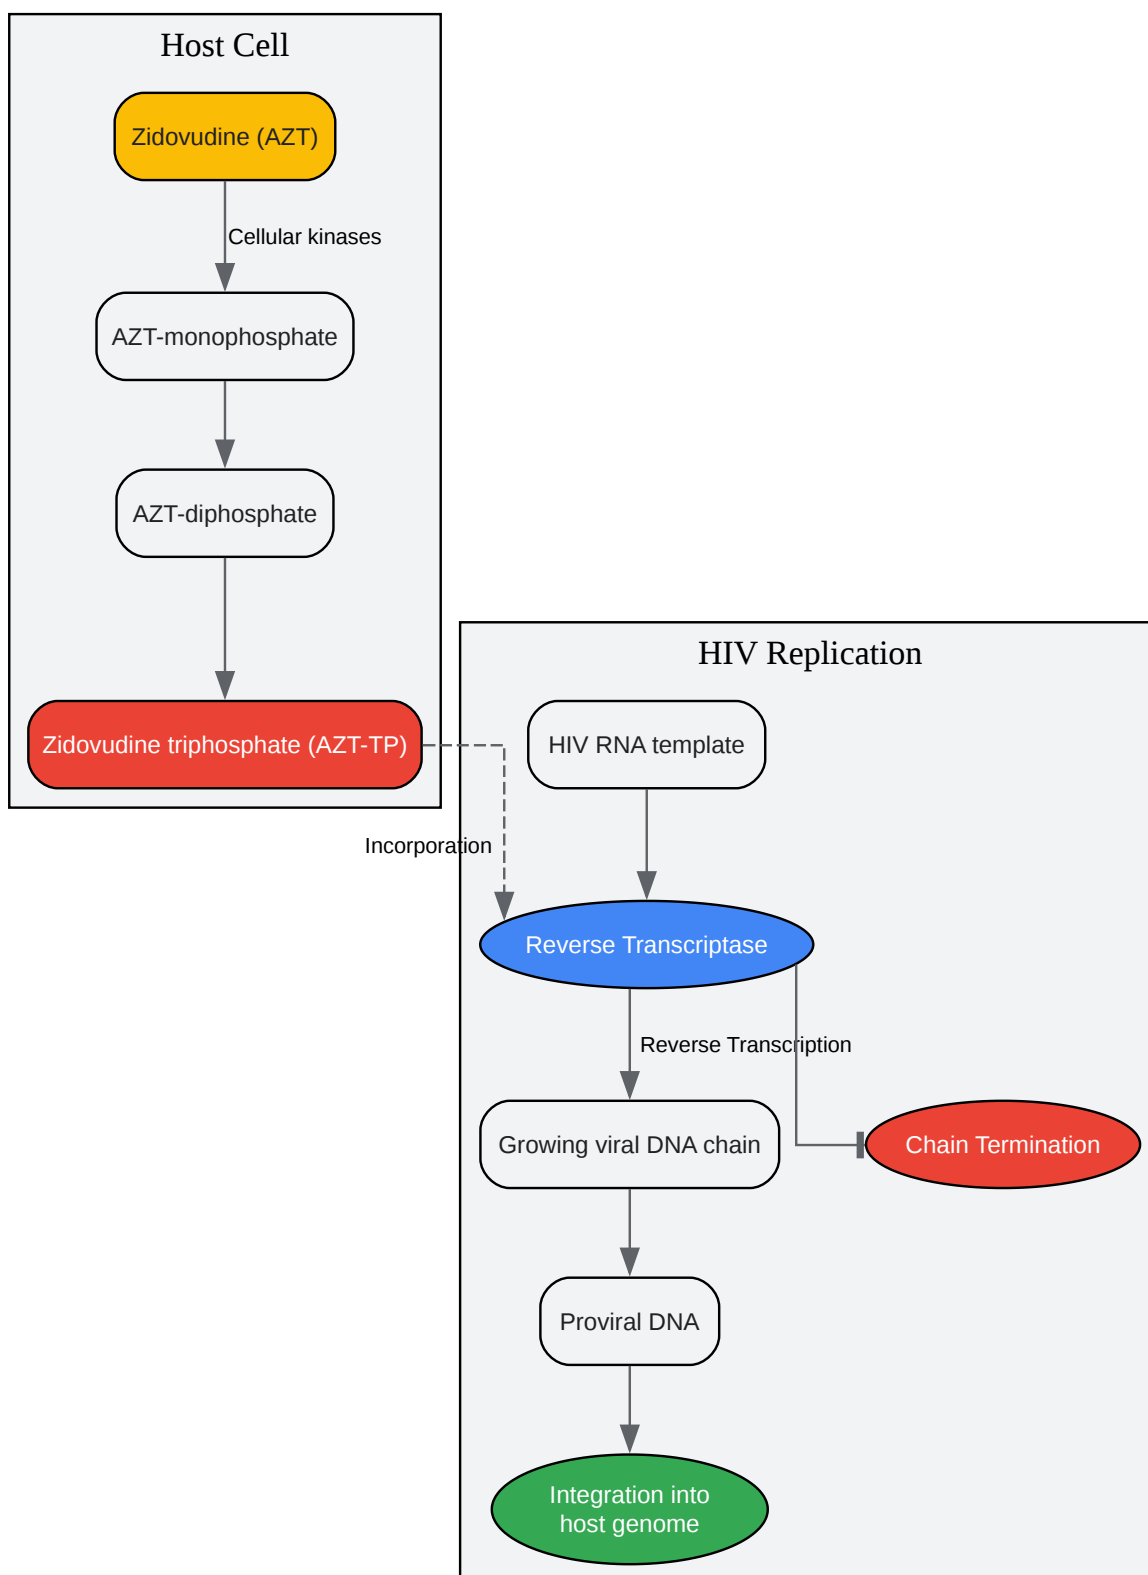 Host Cell
Zidovudine (AZT)
Cellular kinases
AZT-monophosphate
AZT-diphosphate
Zidovudine triphosphate (AZT-TP)
HIV Replication
HIV RNA template
Incorporation
Reverse Transcriptase
Reverse Transcription
Growing viral DNA chain
Chain Termination
Proviral DNA
Integration into
host genome